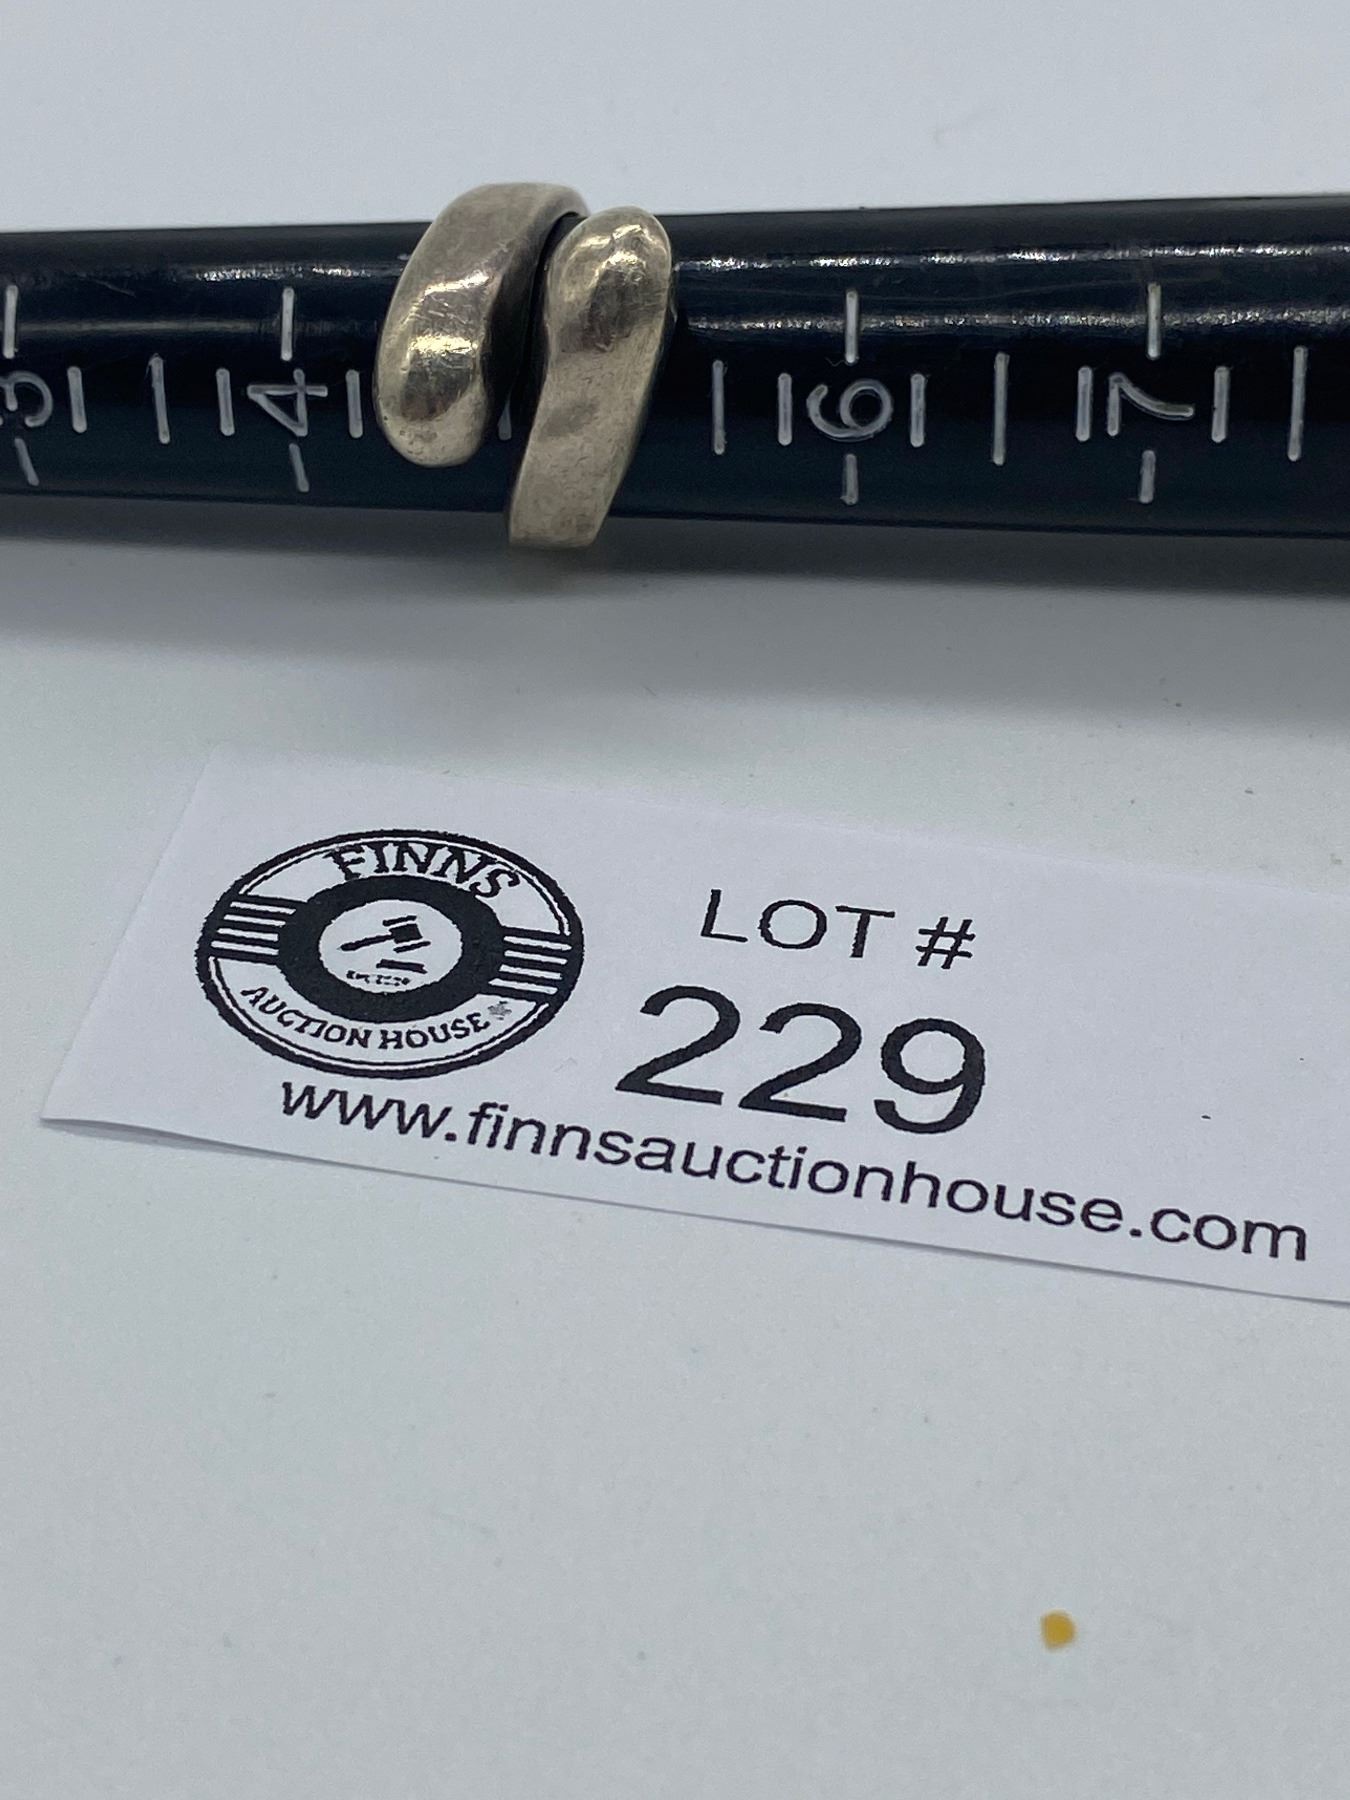 3 4 6 7
FINNS
AUCTION HOUSE
LOT #
229
www.finnsauctionhouse.com